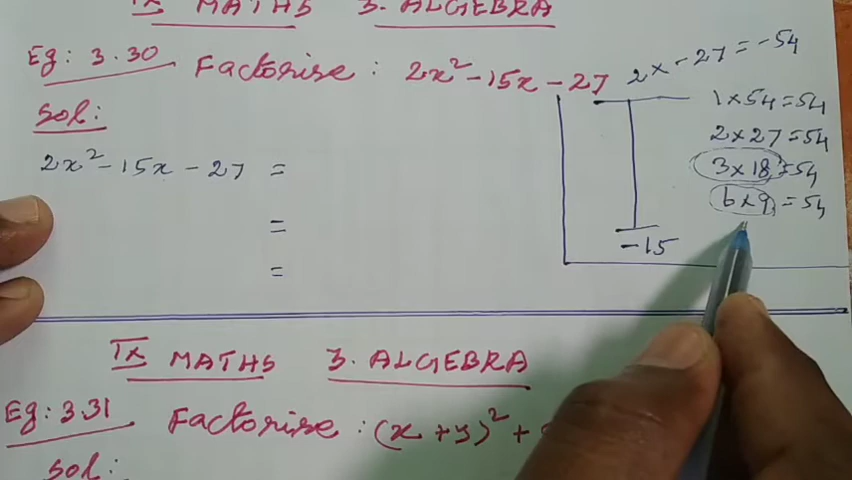 IX MATHS 3. ALGEBRA
Eg: 3.30 Factorise : 2x² - 15x - 27
2 x - 27 = - 54
1 x 54 = 54
Sol:
2 x 27 = 54
2x² - 15x - 27 =
3 x 18 = 54
6 x 9 = 54
=
- 15
=
IX MATHS 3. ALGEBRA
Eg: 3.31 Factorise : (x + y)² +
Sol: